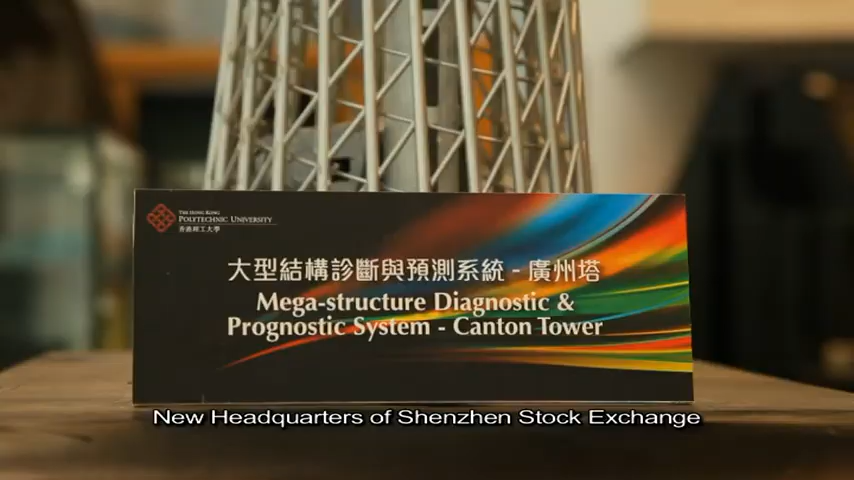 THE HONG KONG
POLYTECHNIC UNIVERSITY
香港理工大學
大型結構診斷與預測系統 - 廣州塔
Mega-structure Diagnostic &
Prognostic System - Canton Tower
New Headquarters of Shenzhen Stock Exchange